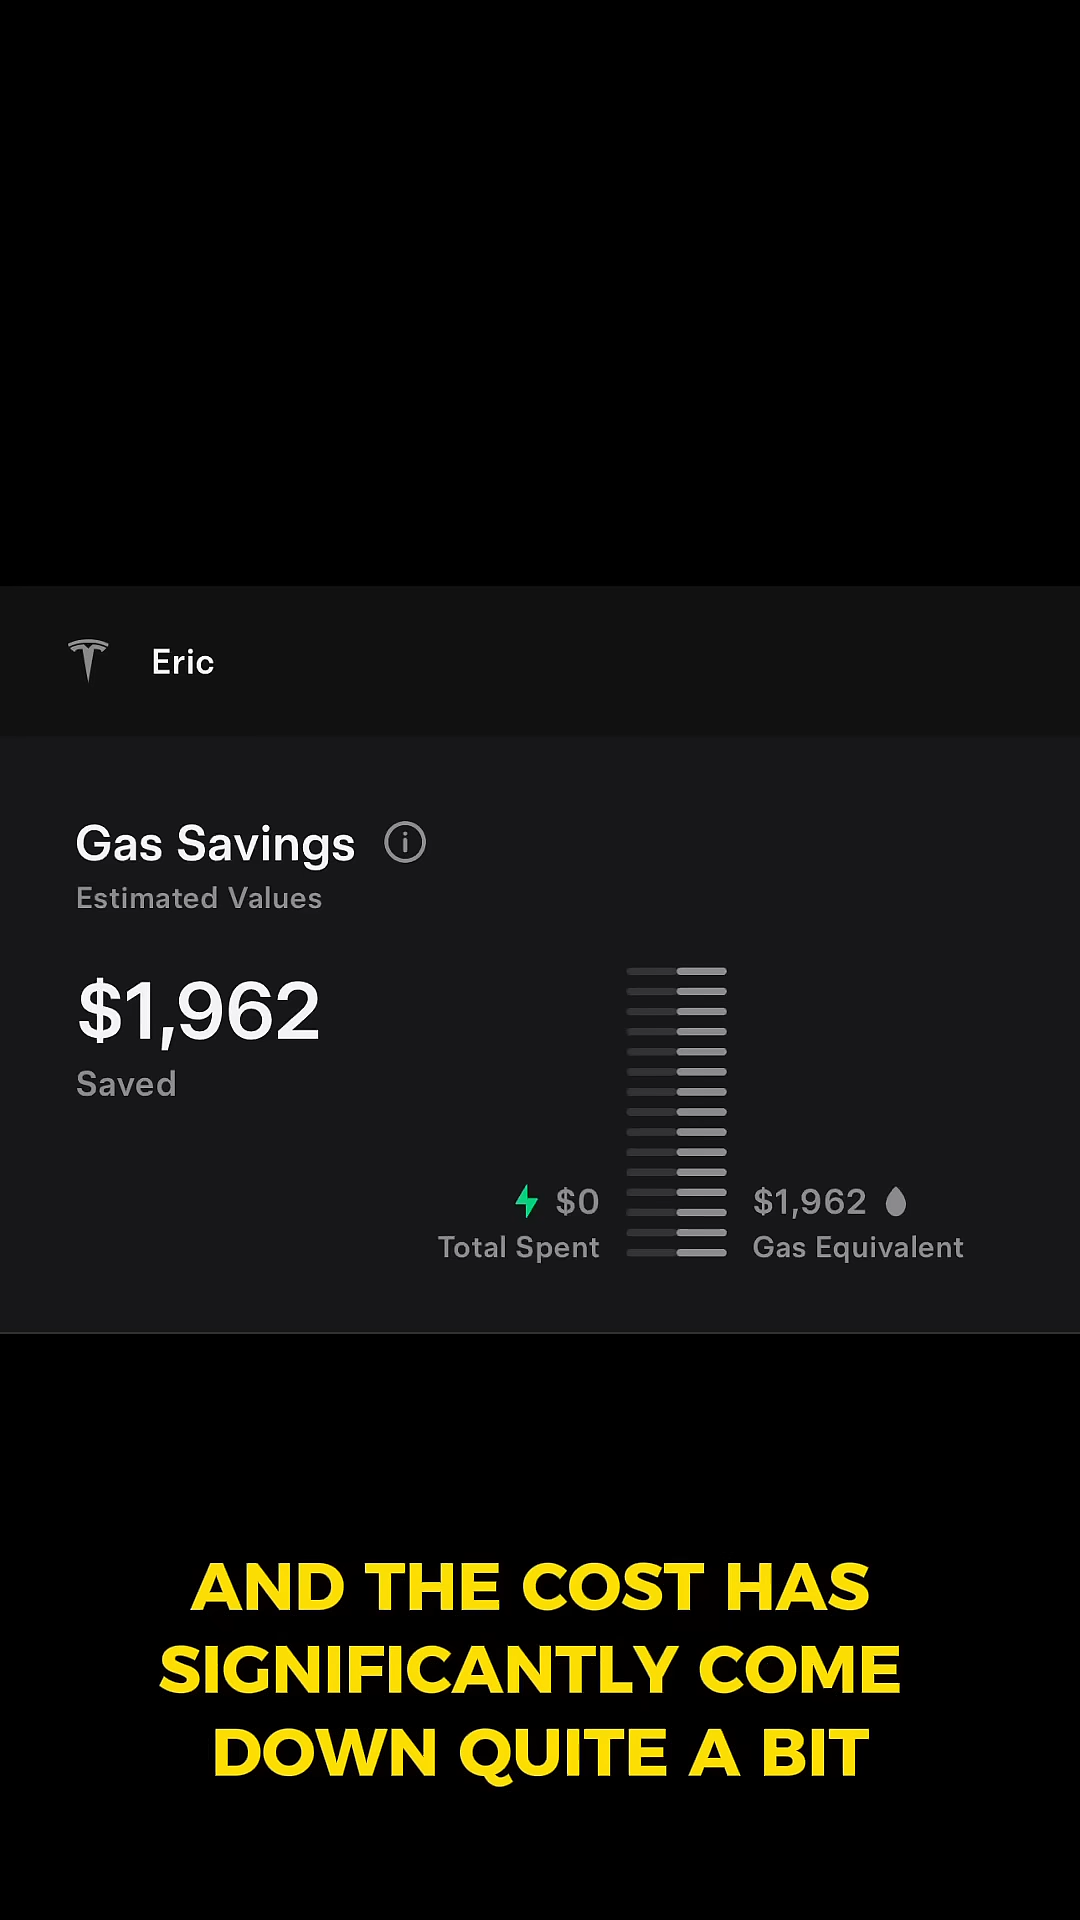 Eric
Gas Savings
Estimated Values
$1,962
Saved
$0
Total Spent
$1,962
Gas Equivalent
AND THE COST HAS
SIGNIFICANTLY COME
DOWN QUITE A BIT